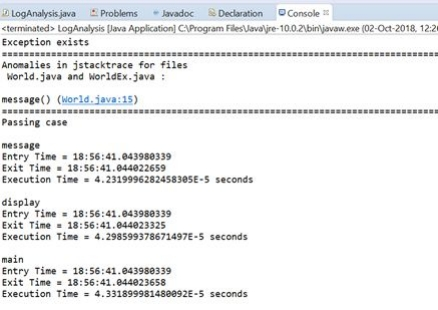 LogAnalysis.java Problems Javadoc Declaration Console
<terminated> LogAnalysis [Java Application] C:\Program Files\Java\jre-10.0.2\bin\javaw.exe (02-Oct-2018, 12:20
Exception exists
================================================================
Anomalies in jstacktrace for files
World.java and WorldEx.java :
message() (World.java:15)
================================================================
Passing case
message
Entry Time = 18:56:41.043980339
Exit Time = 18:56:41.044022659
Execution Time = 4.2319996282458305E-5 seconds
display
Entry Time = 18:56:41.043980339
Exit Time = 18:56:41.044023325
Execution Time = 4.298599378671497E-5 seconds
main
Entry Time = 18:56:41.043980339
Exit Time = 18:56:41.044023658
Execution Time = 4.331899981480092E-5 seconds